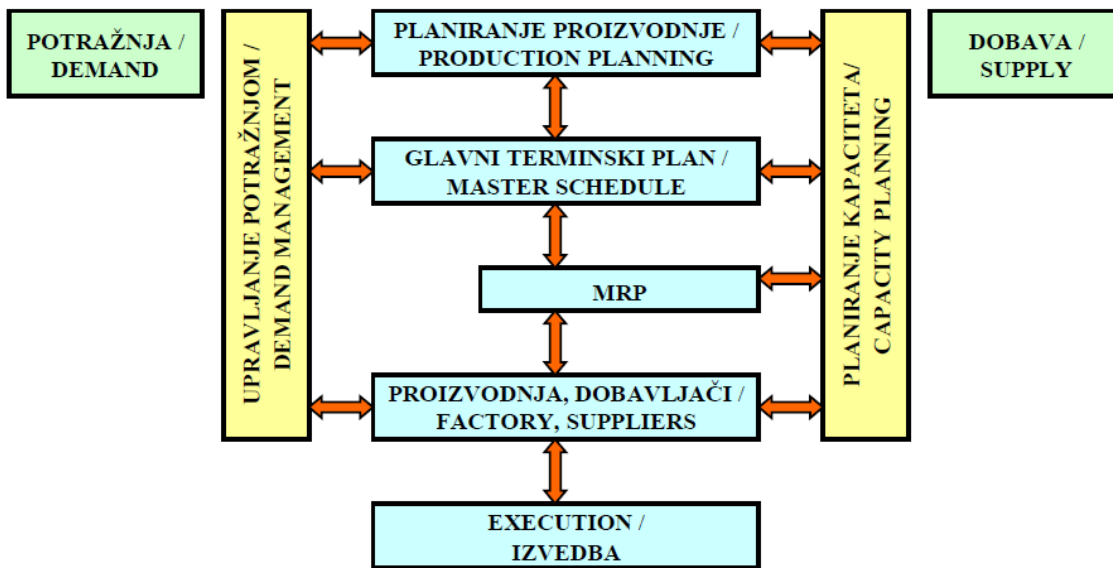 POTRAŽNJA /
DEMAND
UPRAVLJANJE POTRAŽNJOM /
DEMAND MANAGEMENT
PLANIRANJE PROIZVODNJE /
PRODUCTION PLANNING
GLAVNI TERMINSKI PLAN /
MASTER SCHEDULE
MRP
PROIZVODNJA, DOBAVLJAČI /
FACTORY, SUPPLIERS
EXECUTION /
IZVEDBA
PLANIRANJE KAPACITETA/
CAPACITY PLANNING
DOBAVA /
SUPPLY